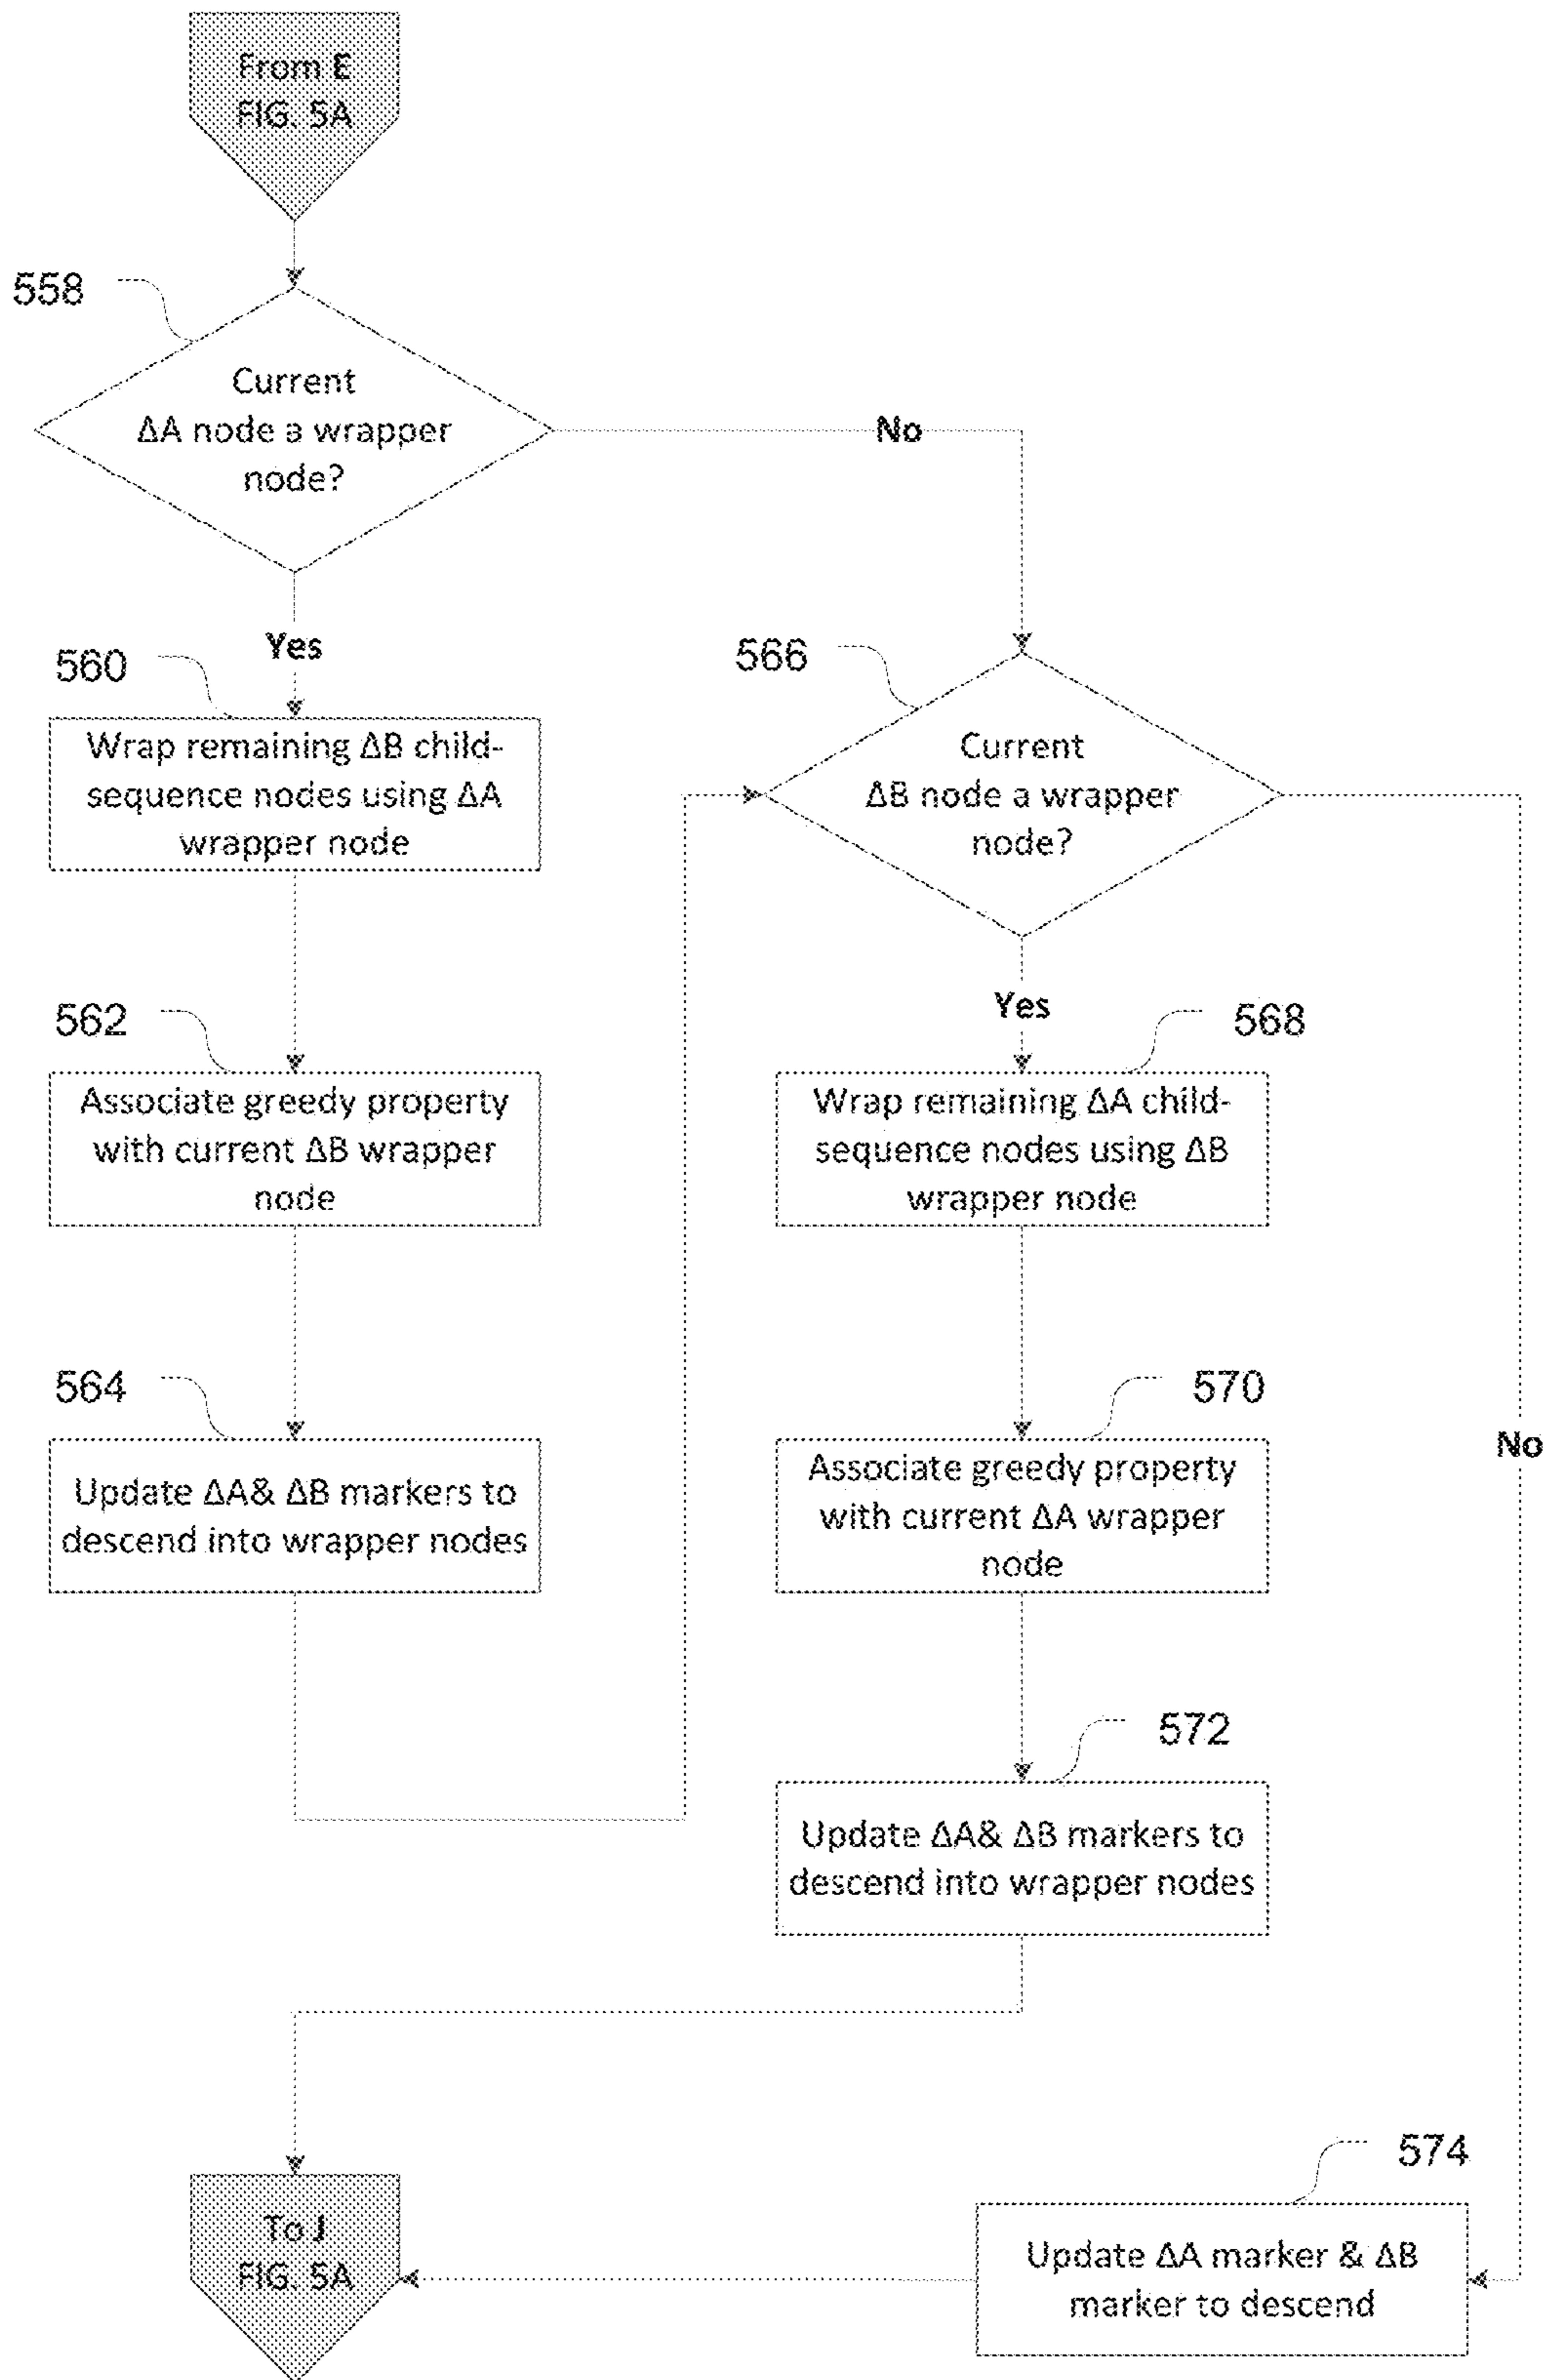 From E
FIG. 5A
558
Current
ΔA node a wrapper
node?
No
Yes
560
Wrap remaining ΔB child-
sequence nodes using ΔA
wrapper node
566
Current
ΔB node a wrapper
node?
562
Associate greedy property
with current ΔB wrapper
node
Yes
568
Wrap remaining ΔA child-
sequence nodes using ΔB
wrapper node
564
Update ΔA& ΔB markers to
descend into wrapper nodes
570
Associate greedy property
with current ΔA wrapper
node
No
572
Update ΔA& ΔB markers to
descend into wrapper nodes
574
Update ΔA marker & ΔB
marker to descend
To J
FIG. 5A